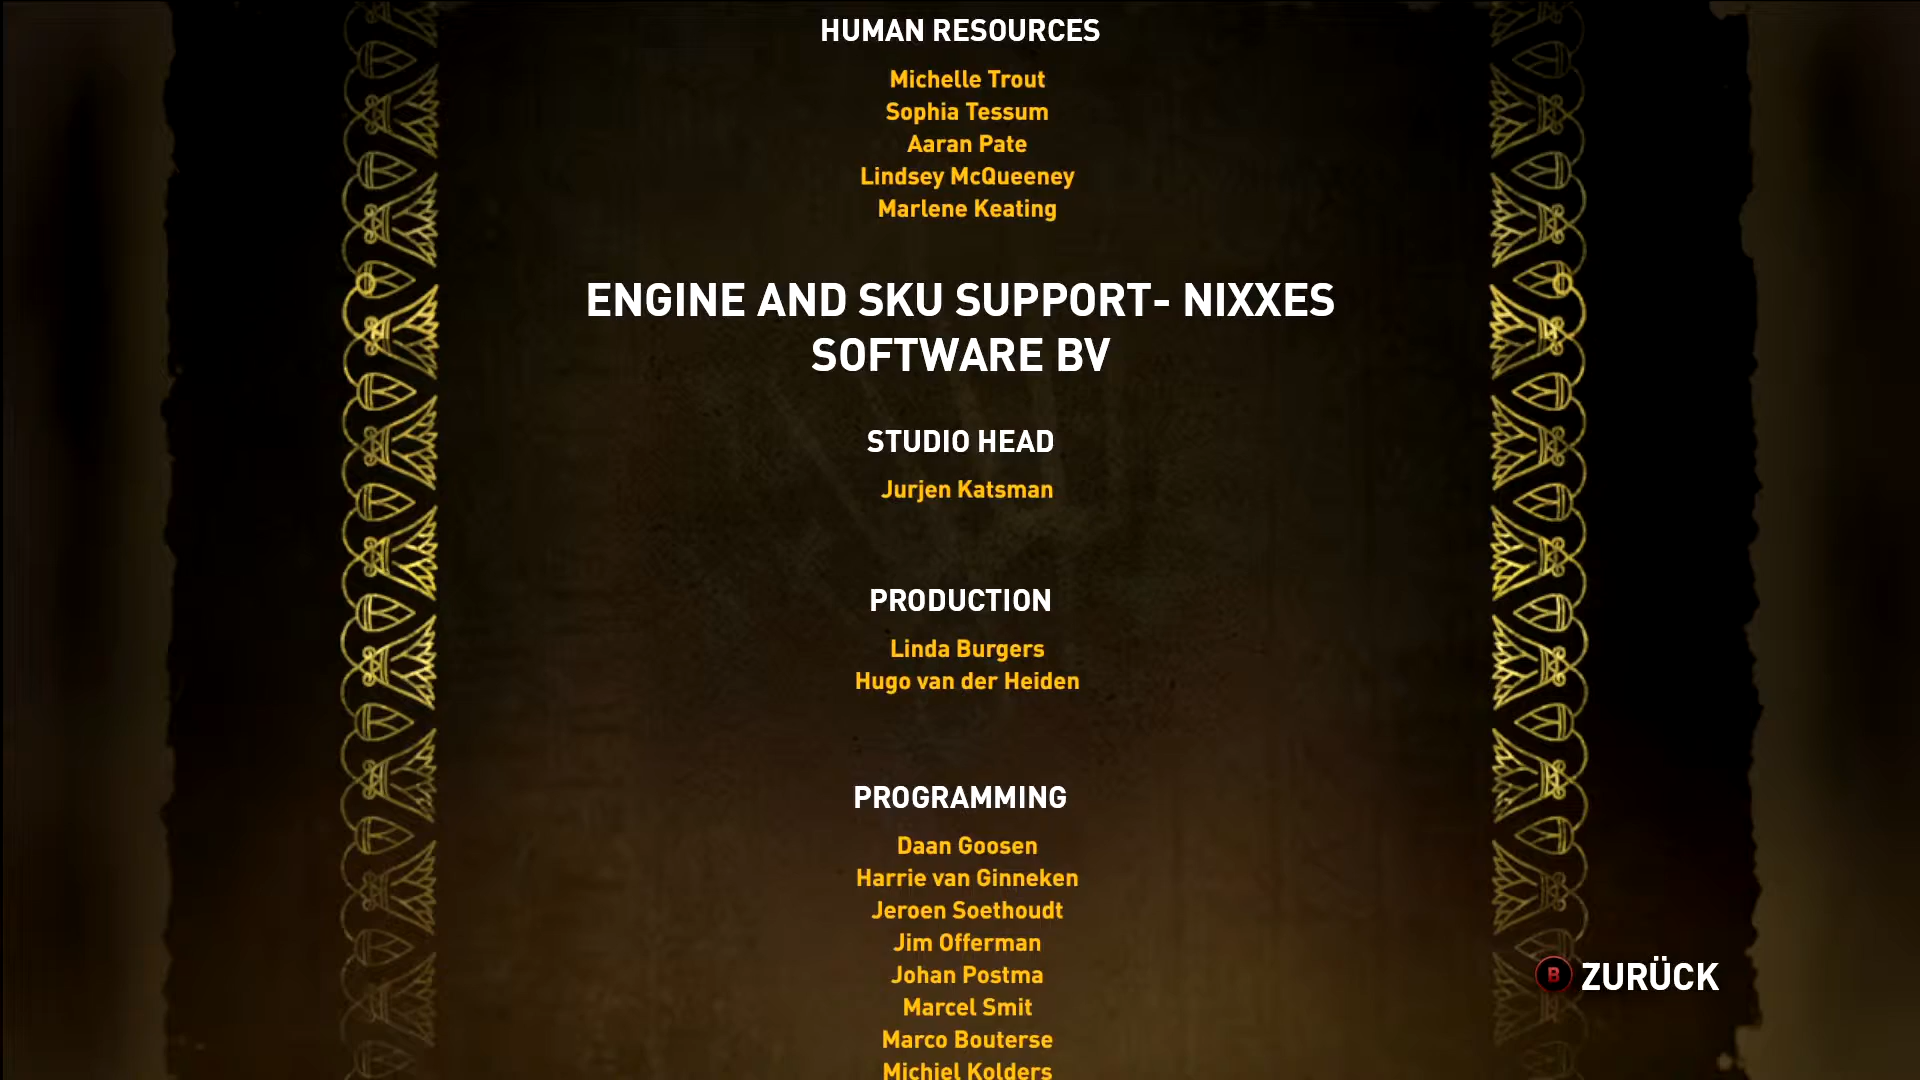 HUMAN RESOURCES
Michelle Trout
Sophia Tessum
Aaran Pate
Lindsey McQueeney
Marlene Keating
ENGINE AND SKU SUPPORT- NIXXES
SOFTWARE BV
STUDIO HEAD
Jurjen Katsman
PRODUCTION
Linda Burgers
Hugo van der Heiden
PROGRAMMING
Daan Goosen
Harrie van Ginneken
Jeroen Soethoudt
Jim Offerman
Johan Postma
Marcel Smit
Marco Bouterse
Michiel Kolders
B ZURÜCK